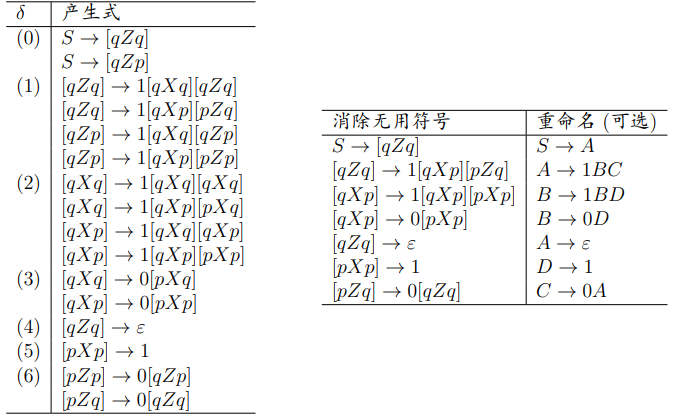 δ 产生式
(0) S → [qZq]
S → [qZp]
(1) [qZq] → 1[qXq][qZq]
[qZq] → 1[qXp][pZq]
[qZp] → 1[qXq][qZp]
[qZp] → 1[qXp][pZp]
(2) [qXq] → 1[qXq][qXq]
[qXq] → 1[qXp][pXq]
[qXp] → 1[qXq][qXp]
[qXp] → 1[qXp][pXp]
(3) [qXq] → 0[pXq]
[qXp] → 0[pXp]
(4) [qZq] → ε
(5) [pXp] → 1
(6) [pZp] → 0[qZp]
[pZq] → 0[qZq]
消除无用符号 重命名 (可选)
S → [qZq] S → A
[qZq] → 1[qXp][pZq] A → 1BC
[qXp] → 1[qXp][pXp] B → 1BD
[qXp] → 0[pXp] B → 0D
[qZq] → ε A → ε
[pXp] → 1 D → 1
[pZq] → 0[qZq] C → 0A